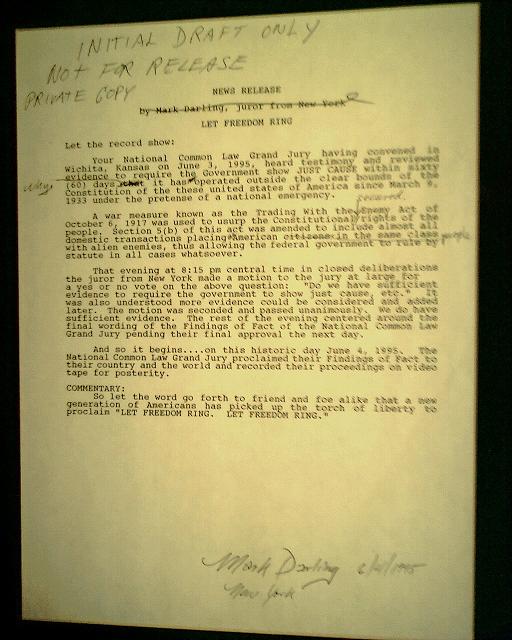 INITIAL DRAFT ONLY
NOT FOR RELEASE
PRIVATE COPY
NEWS RELEASE
by Mark Darling, juror from New York
LET FREEDOM RING
Let the record show:
Your National Common Law Grand Jury having convened in
Wichita, Kansas on June 3, 1995, heard testimony and reviewed
evidence to require the Government show JUST CAUSE within sixty
why
(60) days that it has operated outside the clear bounds of the
Constitution of the these united states of America since March 9,
1933 under the pretense of a national emergency.
secured
A war measure known as the Trading With the Enemy Act of
October 6, 1917 was used to usurp the Constitutional rights of the
people. Section 5(b) of this act was amended to include almost all
domestic transactions placing American citizens in the same class
people
with alien enemies, thus allowing the federal government to rule by
statute in all cases whatsoever.
That evening at 8:15 pm central time in closed deliberations
the juror from New York made a motion to the jury at large for
a yes or no vote on the above question: "Do we have sufficient
evidence to require the government to show just cause, etc." It
was also understood more evidence could be considered and added
later. The motion was seconded and passed unanimously. We do have
sufficient evidence. The rest of the evening centered around the
final wording of the Findings of Fact of the National Common Law
Grand Jury pending their final approval the next day.
And so it begins....on this historic day June 4, 1995. The
National Common Law Grand Jury proclaimed their Findings of Fact to
their country and the world and recorded their proceedings on video
tape for posterity.
COMMENTARY:
So let the word go forth to friend and foe alike that a new
generation of Americans has picked up the torch of liberty to
proclaim "LET FREEDOM RING. LET FREEDOM RING."
Mark Darling
New York